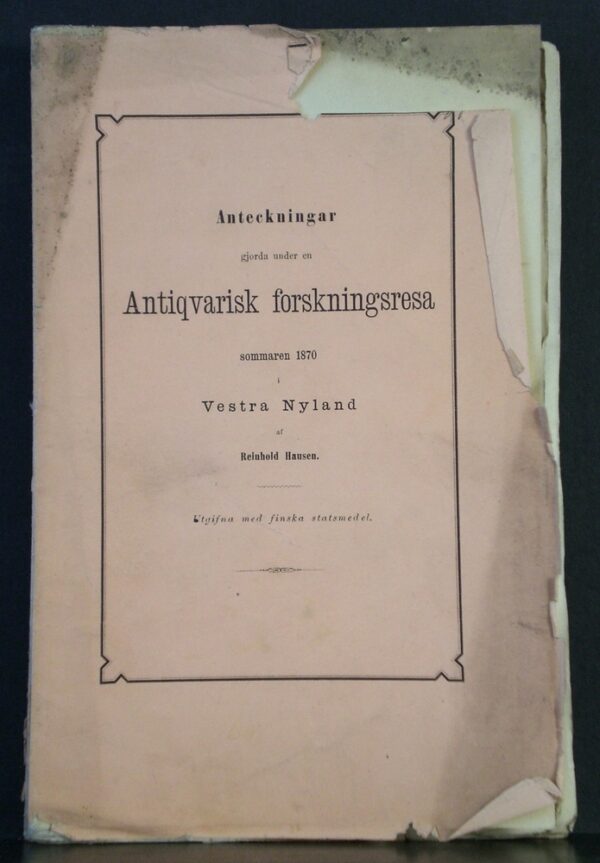 Anteckningar
gjorda under en
Antiqvarisk forskningsresa
sommaren 1870
i
Vestra Nyland
af
Reinhold Hausen.
Utgifna med finska statsmedel.